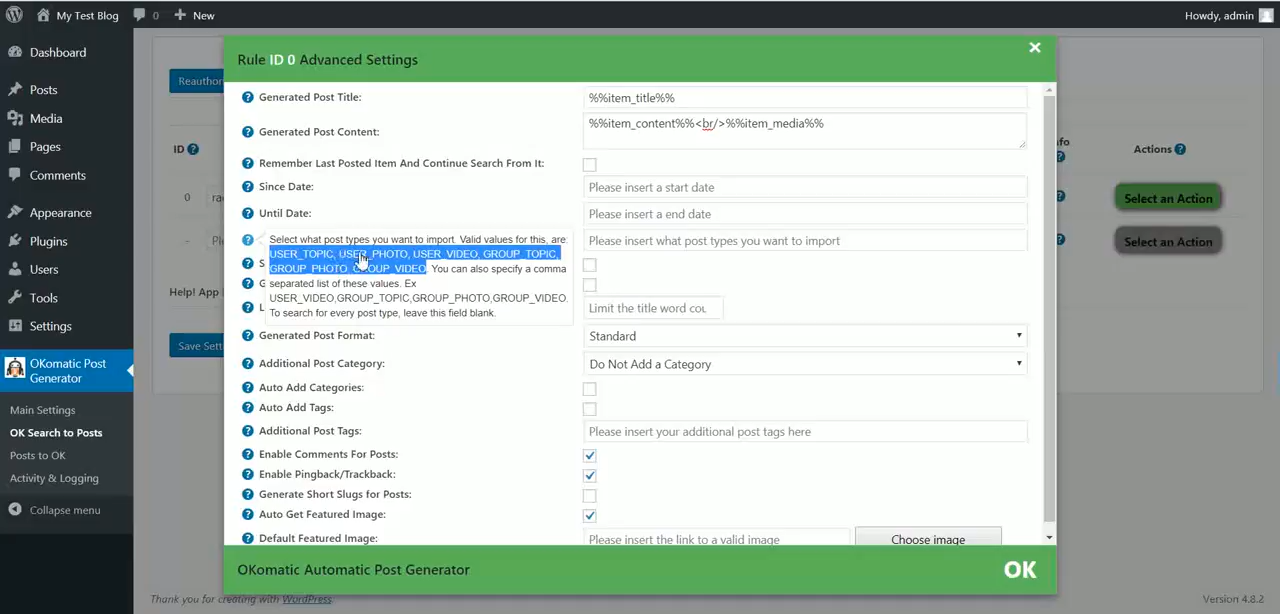 My Test Blog
0
New
Howdy, admin
Dashboard
Posts
Media
Pages
Comments
Appearance
Plugins
Users
Tools
Settings
OKomatic Post
Generator
Main Settings
OK Search to Posts
Posts to OK
Activity & Logging
Collapse menu
Reauthor
ID
0
ra
-
Pl
Help! App
Save Sett
Rule ID 0 Advanced Settings
Generated Post Title:
%%item_title%%
Generated Post Content:
%%item_content%%<br/>%%item_media%%
Remember Last Posted Item And Continue Search From It:
Since Date:
Please insert a start date
Until Date:
Please insert a end date
Select what post types you want to import. Valid values for this, are:
USER_TOPIC, USER_PHOTO, USER_VIDEO, GROUP_TOPIC,
GROUP_PHOTO, GROUP_VIDEO. You can also specify a comma
separated list of these values. Ex
USER_VIDEO,GROUP_TOPIC,GROUP_PHOTO,GROUP_VIDEO.
To search for every post type, leave this field blank.
Please insert what post types you want to import
S
G
L
Limit the title word cou
Generated Post Format:
Standard
Additional Post Category:
Do Not Add a Category
Auto Add Categories:
Auto Add Tags:
Additional Post Tags:
Please insert your additional post tags here
Enable Comments For Posts:
Enable Pingback/Trackback:
Generate Short Slugs for Posts:
Auto Get Featured Image:
Default Featured Image:
Please insert the link to a valid image
Choose image
OKomatic Automatic Post Generator
OK
fo
Actions
Select an Action
Select an Action
Thank you for creating with WordPress.
Version 4.8.2